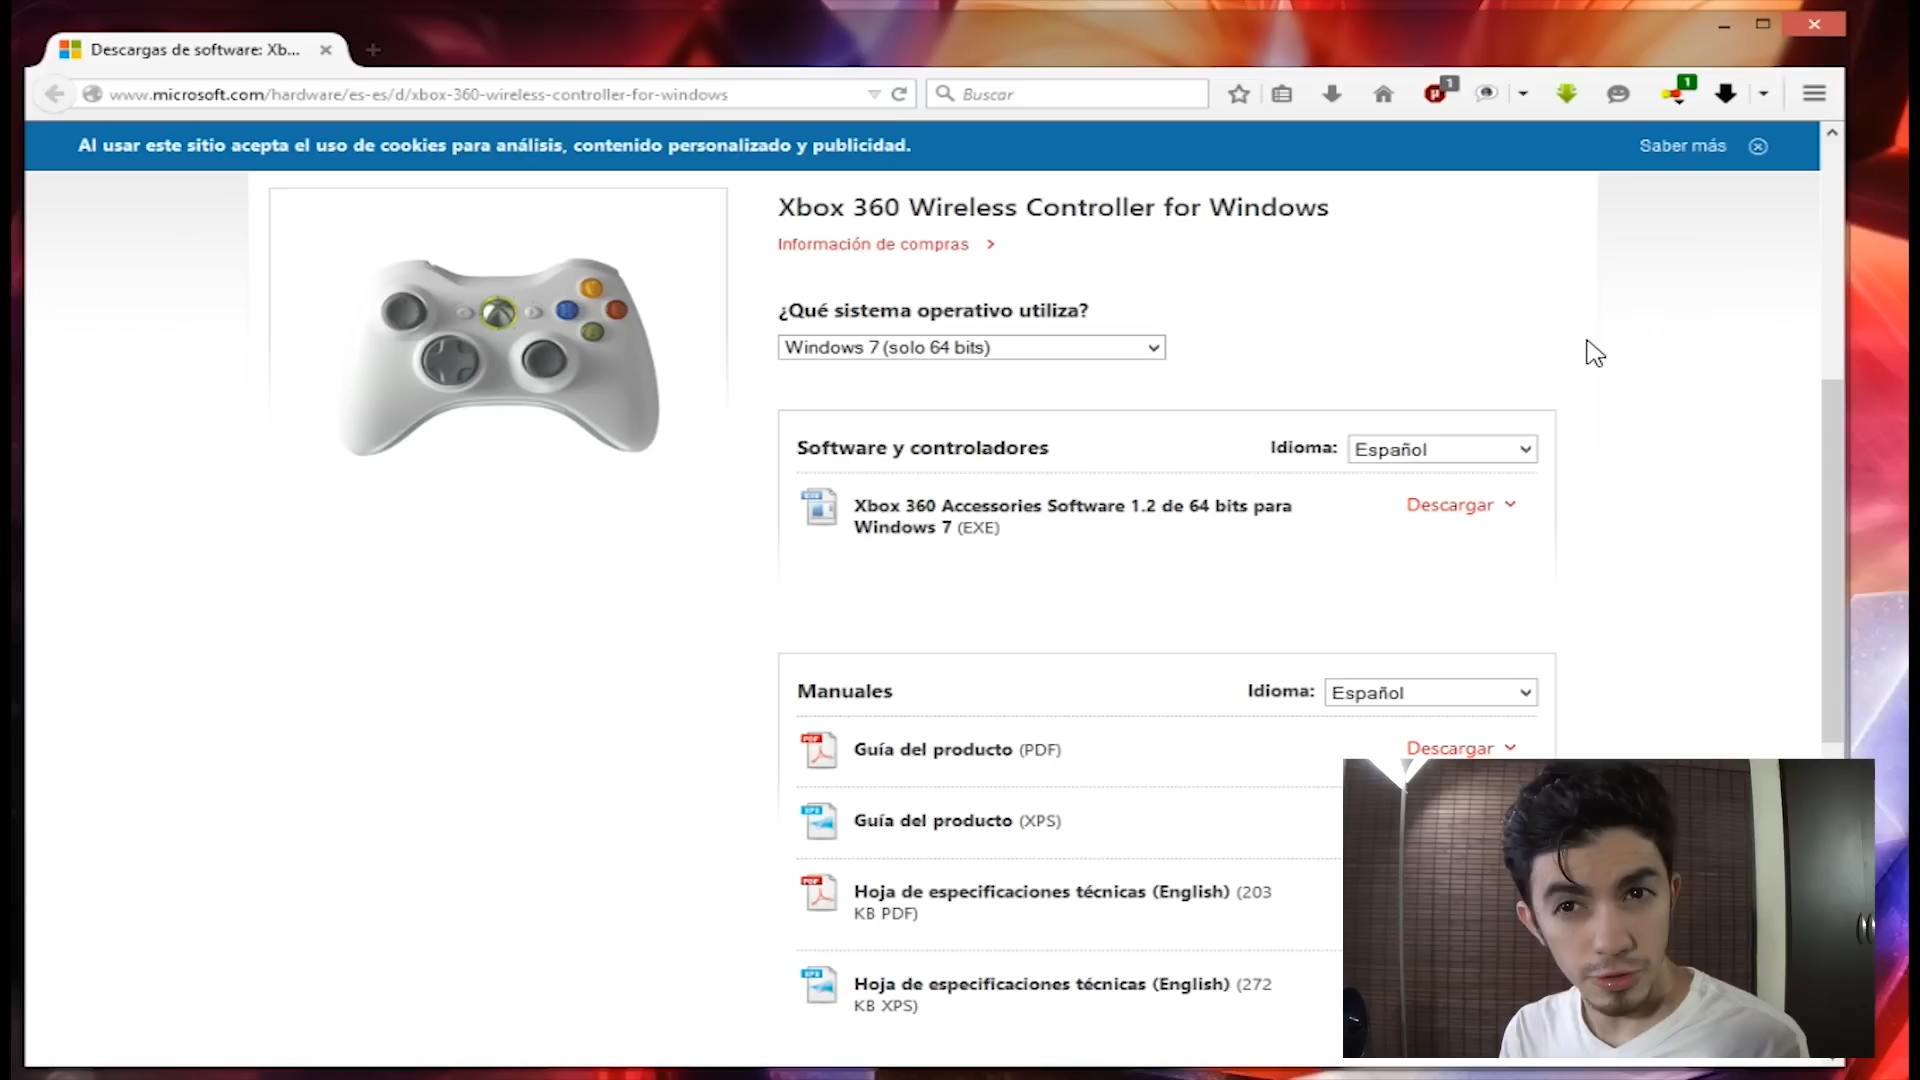 Descargas de software: Xb...
www.microsoft.com/hardware/es-es/d/xbox-360-wireless-controller-for-windows
Buscar
1
1
Al usar este sitio acepta el uso de cookies para análisis, contenido personalizado y publicidad.
Saber más
Xbox 360 Wireless Controller for Windows
Información de compras
¿Qué sistema operativo utiliza?
Windows 7 (solo 64 bits)
Software y controladores
Idioma:
Español
Xbox 360 Accessories Software 1.2 de 64 bits para
Windows 7 (EXE)
Descargar
Manuales
Idioma:
Español
Guía del producto (PDF)
Descargar
Guía del producto (XPS)
Hoja de especificaciones técnicas (English) (203
KB PDF)
Hoja de especificaciones técnicas (English) (272
KB XPS)